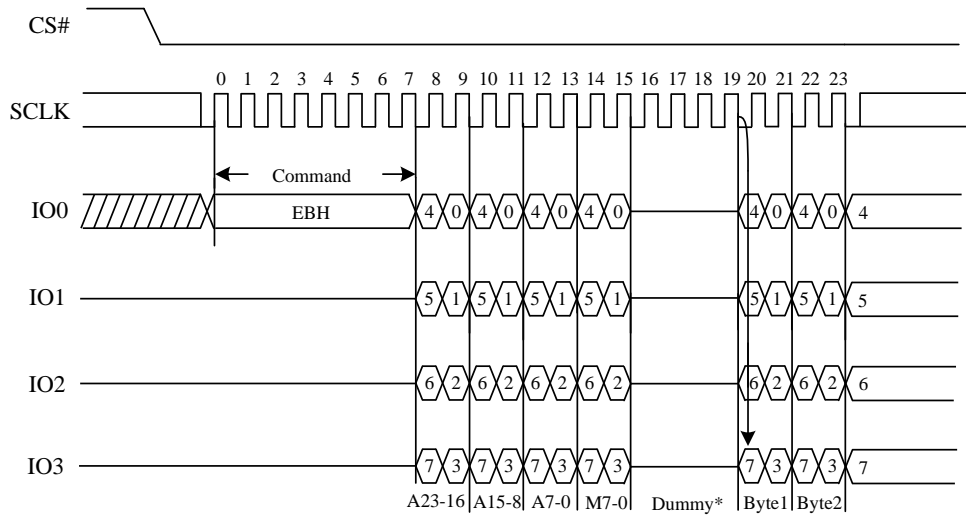 CS#
0 1 2 3 4 5 6 7 8 9 10 11 12 13 14 15 16 17 18 19 20 21 22 23
SCLK
Command
IO0 EBH 4 0 4 0 4 0 4 0 4 0 4 0 4
IO1 5 1 5 1 5 1 5 1 5 1 5 1 5
IO2 6 2 6 2 6 2 6 2 6 2 6 2 6
IO3 7 3 7 3 7 3 7 3 7 3 7 3 7
A23-16 A15-8 A7-0 M7-0 Dummy* Byte1 Byte2